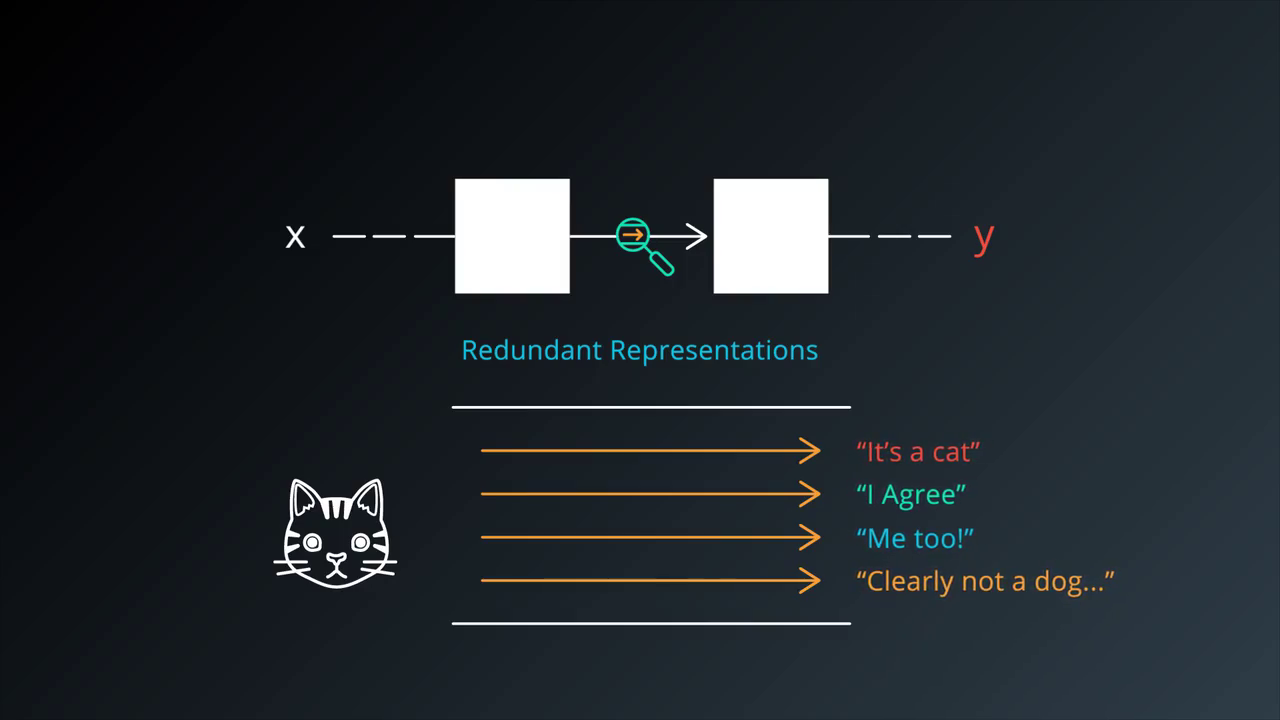 x
y
Redundant Representations
“It’s a cat”
“I Agree”
“Me too!”
“Clearly not a dog...”